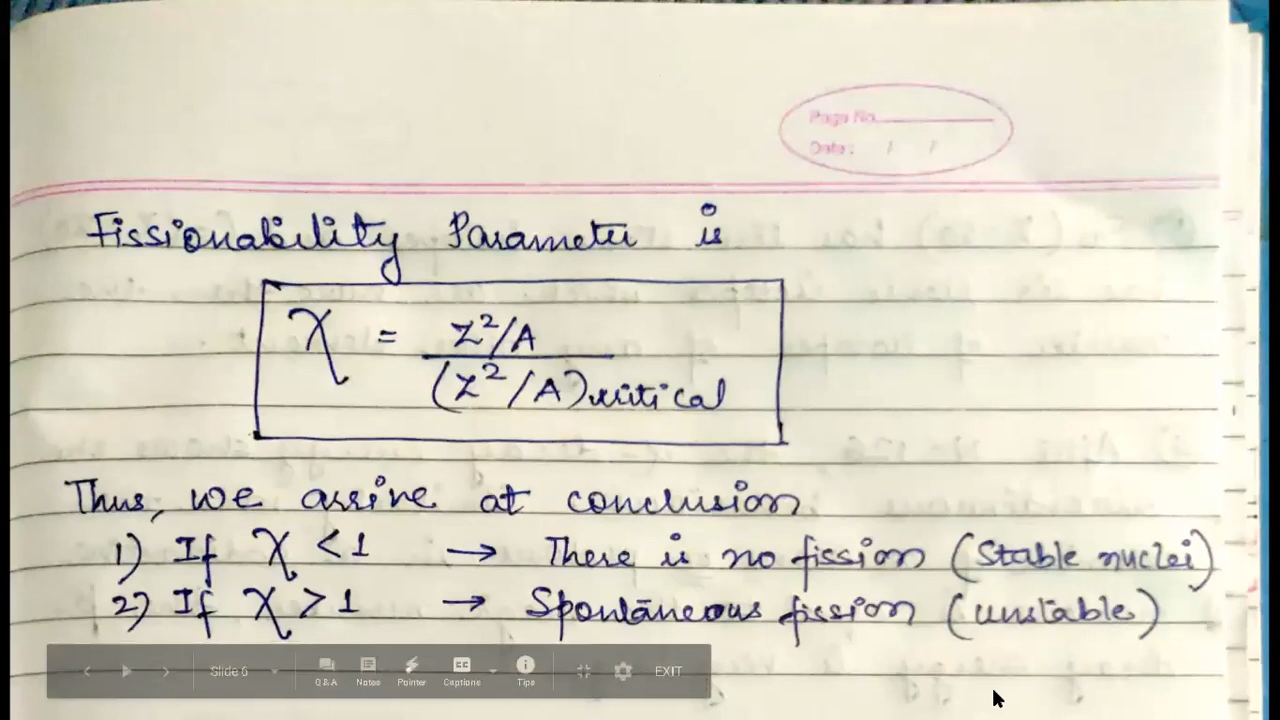 Page No.
Date: / /
Fissionability Parameter is
χ = Z²/A
(Z²/A)critical
Thus, we arrive at conclusion
1) If χ < 1 → There is no fission (Stable nuclei)
2) If χ > 1 → Spontaneous fission (unstable)
Slide 6 Q&A Notes Pointer Captions Tips EXIT